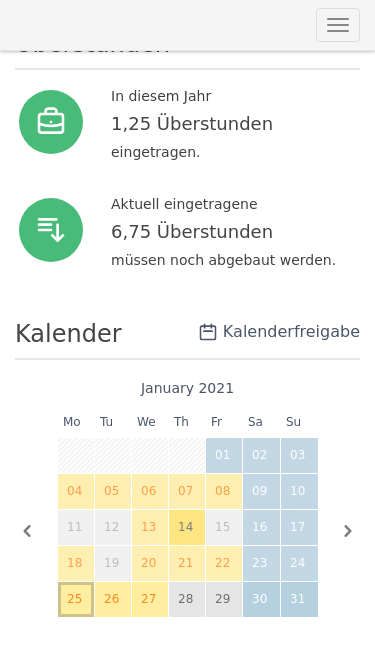 Überstunden
In diesem Jahr
1,25 Überstunden
eingetragen.
Aktuell eingetragene
6,75 Überstunden
müssen noch abgebaut werden.
Kalender
Kalenderfreigabe
January 2021
Mo Tu We Th Fr Sa Su
01 02 03
04 05 06 07 08 09 10
11 12 13 14 15 16 17
18 19 20 21 22 23 24
25 26 27 28 29 30 31